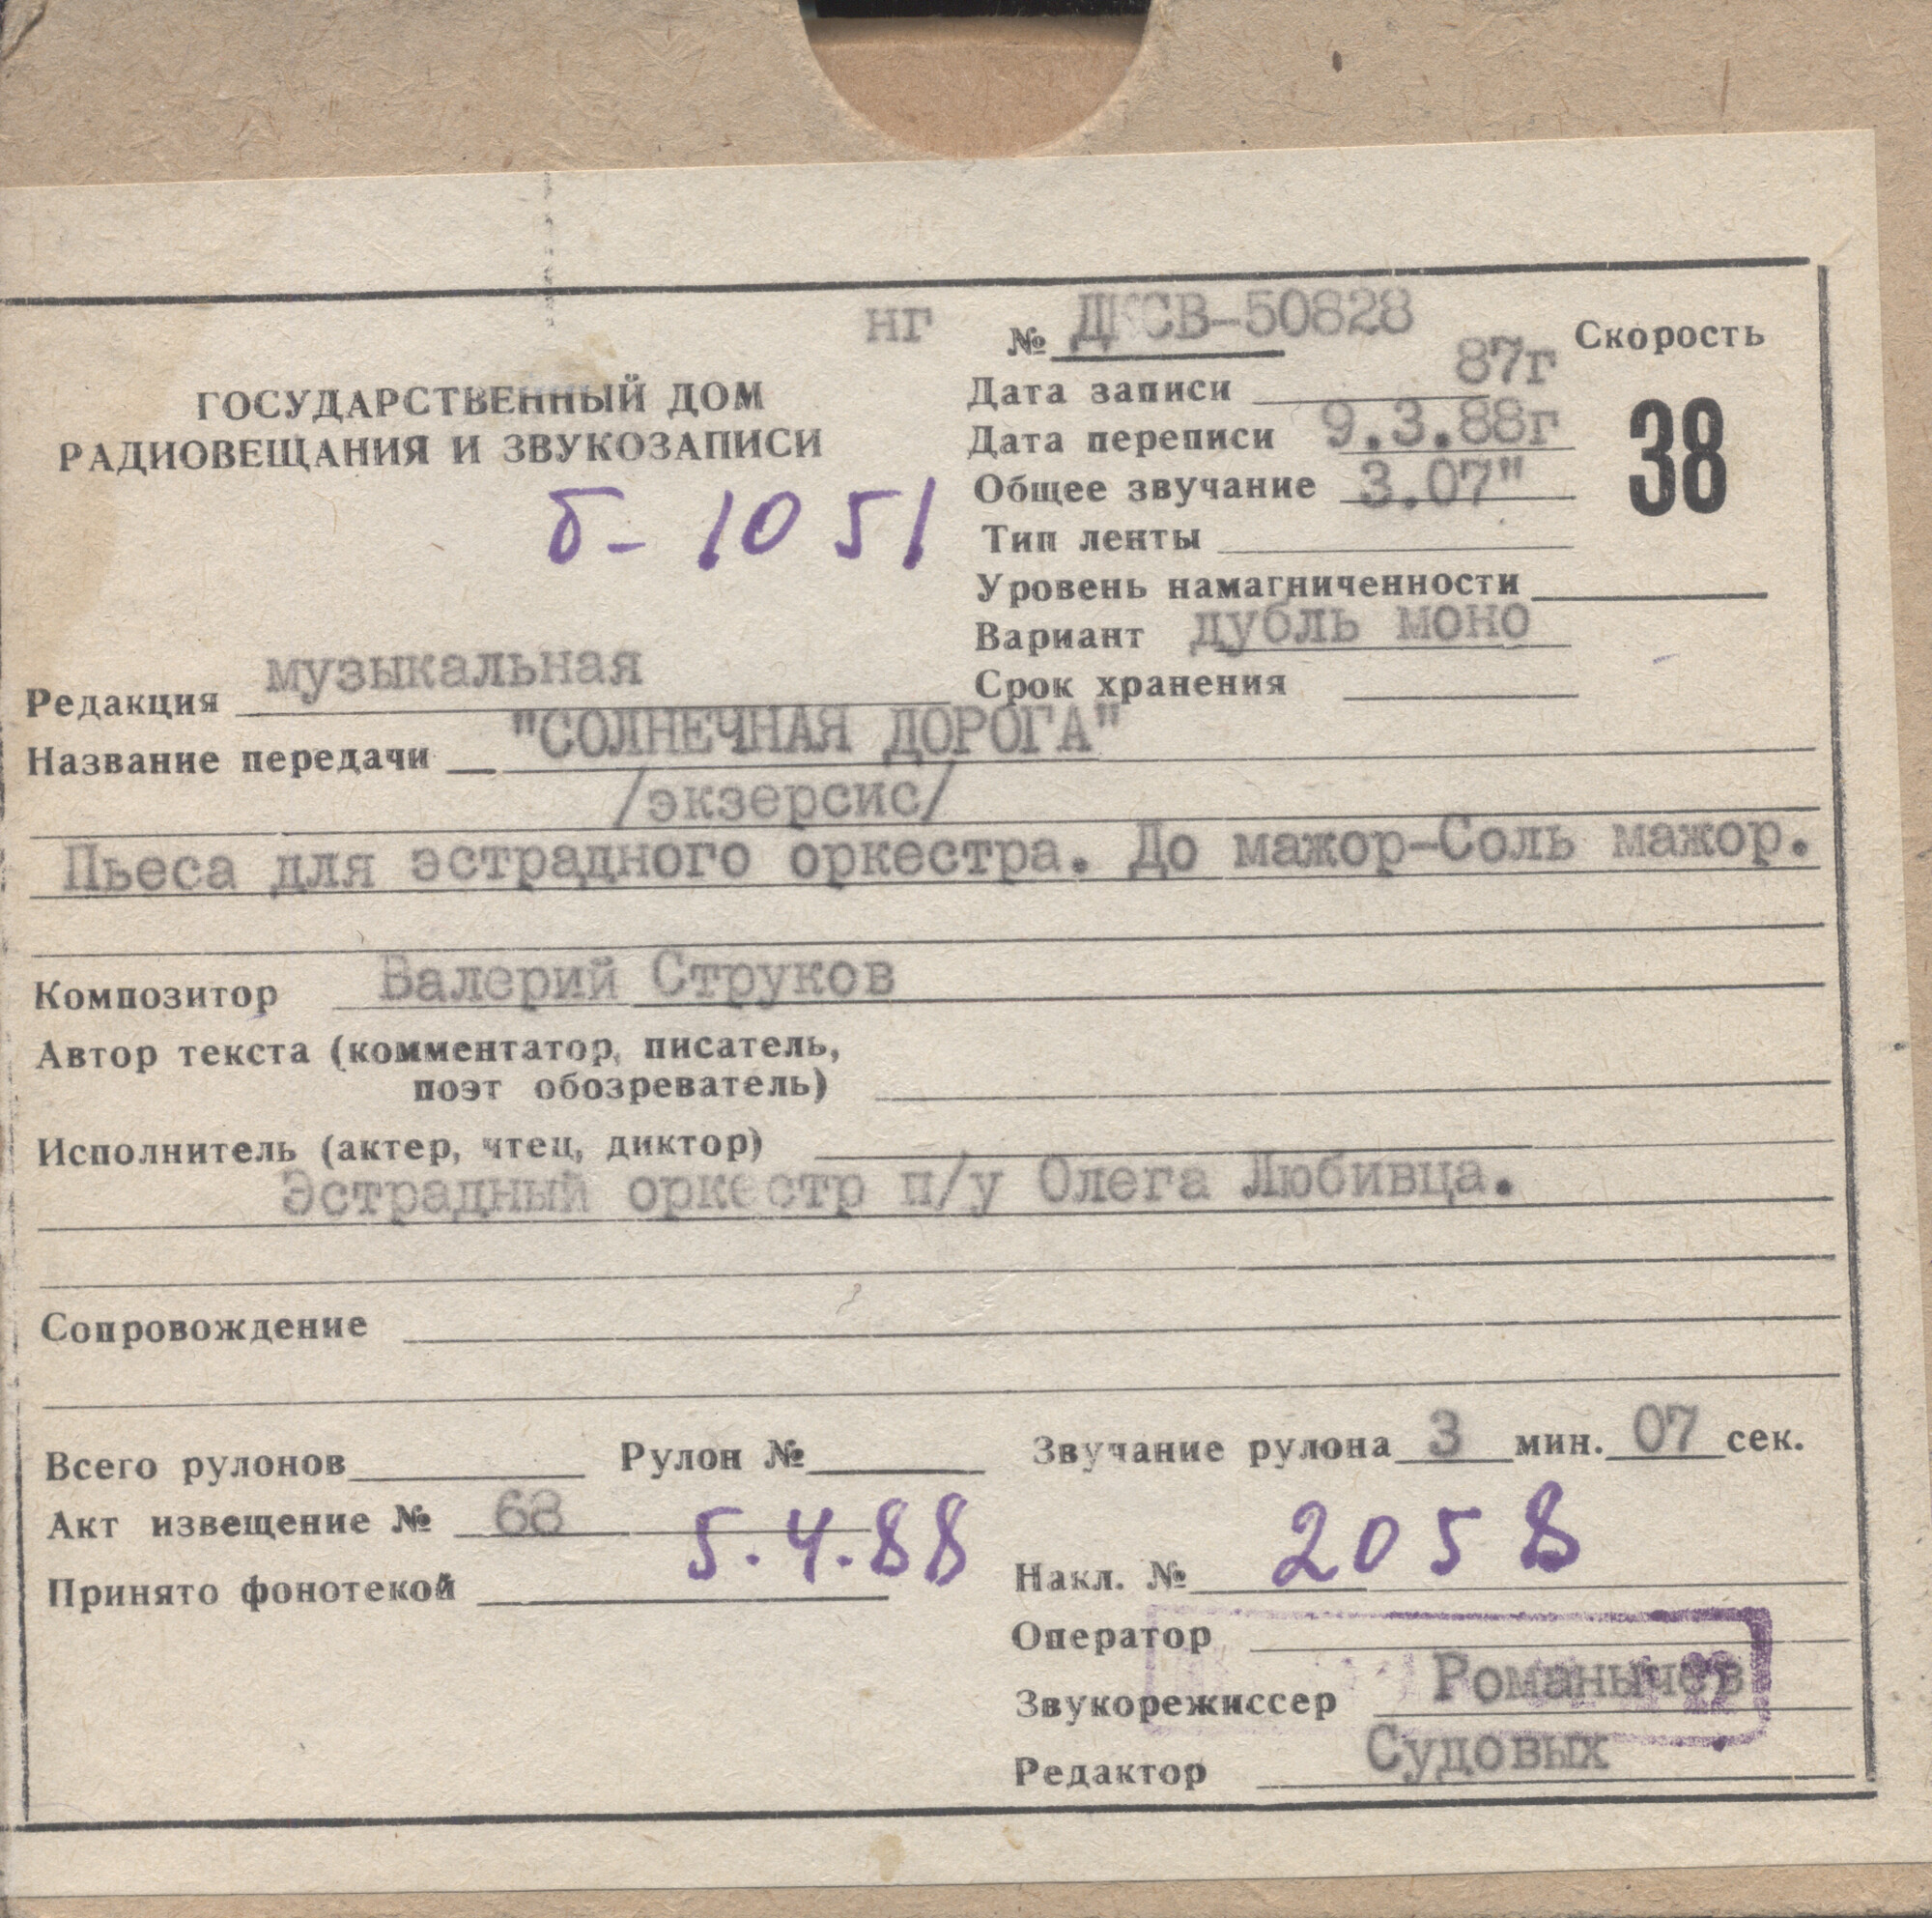 нг № ДКСВ-50828 Скорость
87г
ГОСУДАРСТВЕННЫЙ ДОМ
РАДИОВЕЩАНИЯ И ЗВУКОЗАПИСИ
Дата записи
Дата переписи 9.3.88г
38
Общее звучание 3.07"
б- 1051
Тип ленты
Уровень намагниченности
Вариант дубль моно
Срок хранения
Редакция музыкальная
Название передачи "СОЛНЕЧНАЯ ДОРОГА"
/экзерсис/
Пьеса для эстрадного оркестра. До мажор-Соль мажор.
Композитор Валерий Струков
Автор текста (комментатор, писатель,
поэт обозреватель)
Исполнитель (актер, чтец, диктор)
Эстрадный оркестр п/у Олега Любивца.
Сопровождение
Всего рулонов Рулон № Звучание рулона 3 мин. 07 сек.
Акт извещение № 68 5.4.88
Накл. № 2058
Принято фонотекой
Оператор
Звукорежиссер Романычев
Редактор Судовых